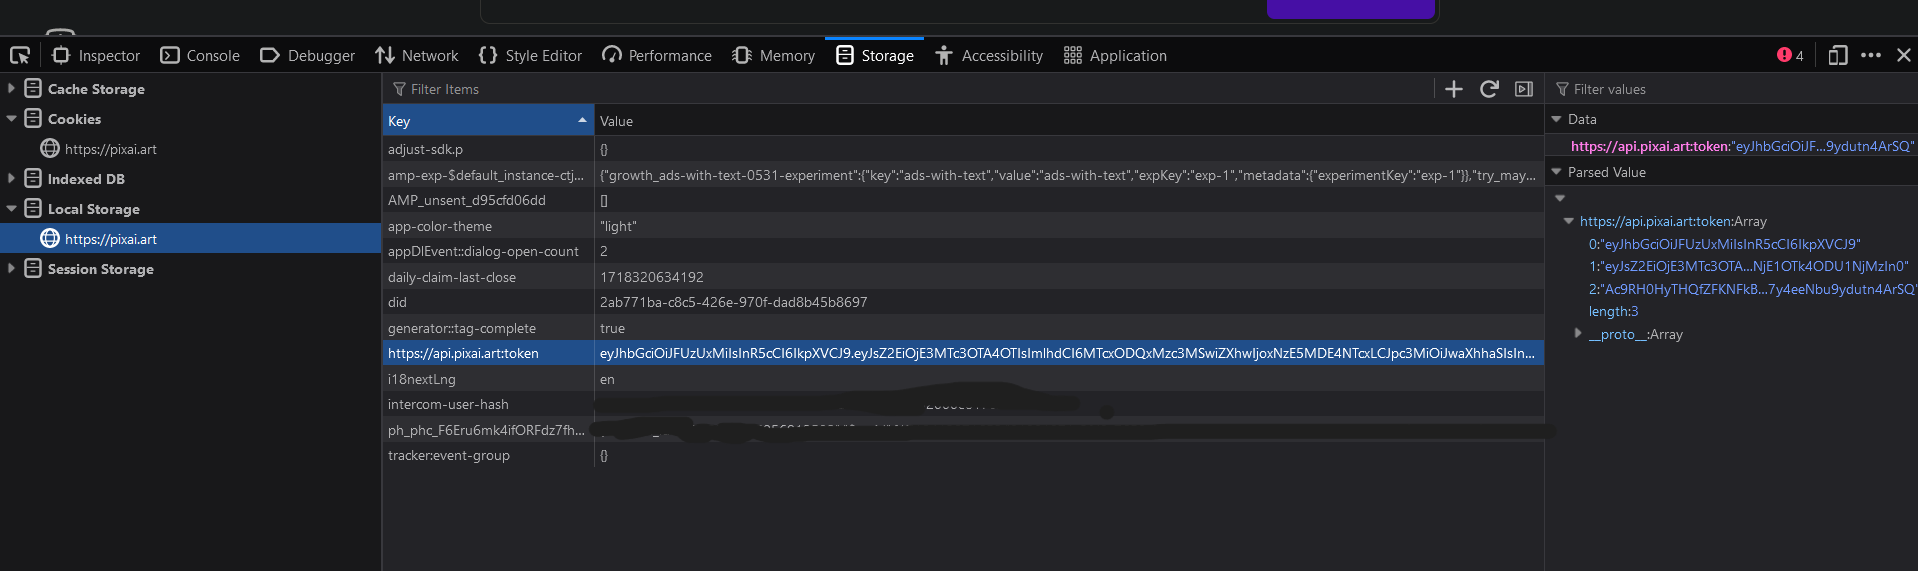 Inspector Console Debugger Network Style Editor Performance Memory Storage Accessibility Application 4
Cache Storage
Cookies
https://pixai.art
Indexed DB
Local Storage
https://pixai.art
Session Storage
Filter Items
Key Value
adjust-sdk.p {}
amp-exp-$default_instance-ctj... {"growth_ads-with-text-0531-experiment":{"key":"ads-with-text","value":"ads-with-text","expKey":"exp-1","metadata":{"experimentKey":"exp-1"}},"try_may...
AMP_unsent_d95cfd06dd []
app-color-theme "light"
appDlEvent::dialog-open-count 2
daily-claim-last-close 1718320634192
did 2ab771ba-c8c5-426e-970f-dad8b45b8697
generator::tag-complete true
https://api.pixai.art:token eyJhbGciOiJFUzUxMiIsInR5cCI6IkpXVCJ9.eyJsZ2EiOjE3MTc3OTA4OTIsImlhdCI6MTcxODQxMzc3MSwiZXhwIjoxNzE5MDE4NTcxLCJpc3MiOiJwaXhhaSIsIn...
i18nextLng en
intercom-user-hash
ph_phc_F6Eru6mk4ifORFdz7fh...
tracker:event-group {}
Filter values
Data
https://api.pixai.art:token:"eyJhbGciOiJF...9ydutn4ArSQ"
Parsed Value
https://api.pixai.art:token:Array
0:"eyJhbGciOiJFUzUxMiIsInR5cCI6IkpXVCJ9"
1:"eyJsZ2EiOjE3MTc3OTA...NjE1OTk4ODU1NjMzIn0"
2:"Ac9RH0HyTHQfZFKNFkB...7y4eeNbu9ydutn4ArSQ"
length:3
__proto__:Array